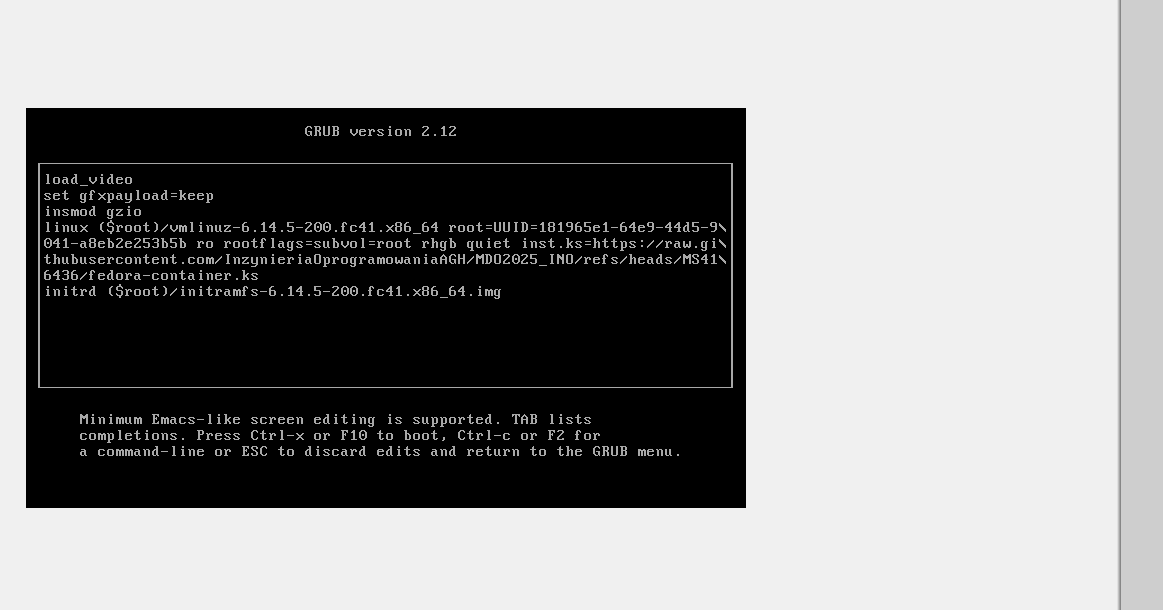 GRUB version 2.12
load_video
set gfxpayload=keep
insmod gzio
linux ($root)/vmlinuz-6.14.5-200.fc41.x86_64 root=UUID=181965e1-64e9-44d5-9\
041-a8eb2e253b5b ro rootflags=subvol=root rhgb quiet inst.ks=https://raw.gi\
thubusercontent.com/InzynieriaOprogramowaniaAGH/MDO2025_INO/refs/heads/MS41\
6436/fedora-container.ks
initrd ($root)/initramfs-6.14.5-200.fc41.x86_64.img
Minimum Emacs-like screen editing is supported. TAB lists
completions. Press Ctrl-x or F10 to boot, Ctrl-c or F2 for
a command-line or ESC to discard edits and return to the GRUB menu.